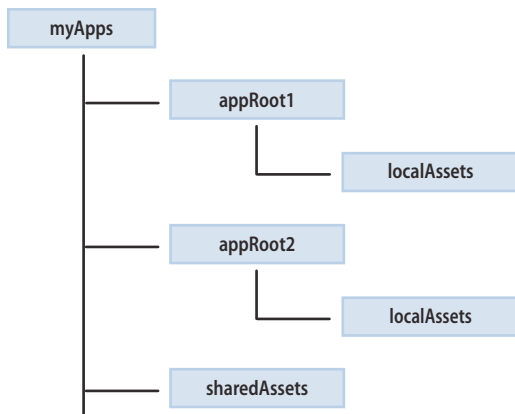 myApps
appRoot1
localAssets
appRoot2
localAssets
sharedAssets